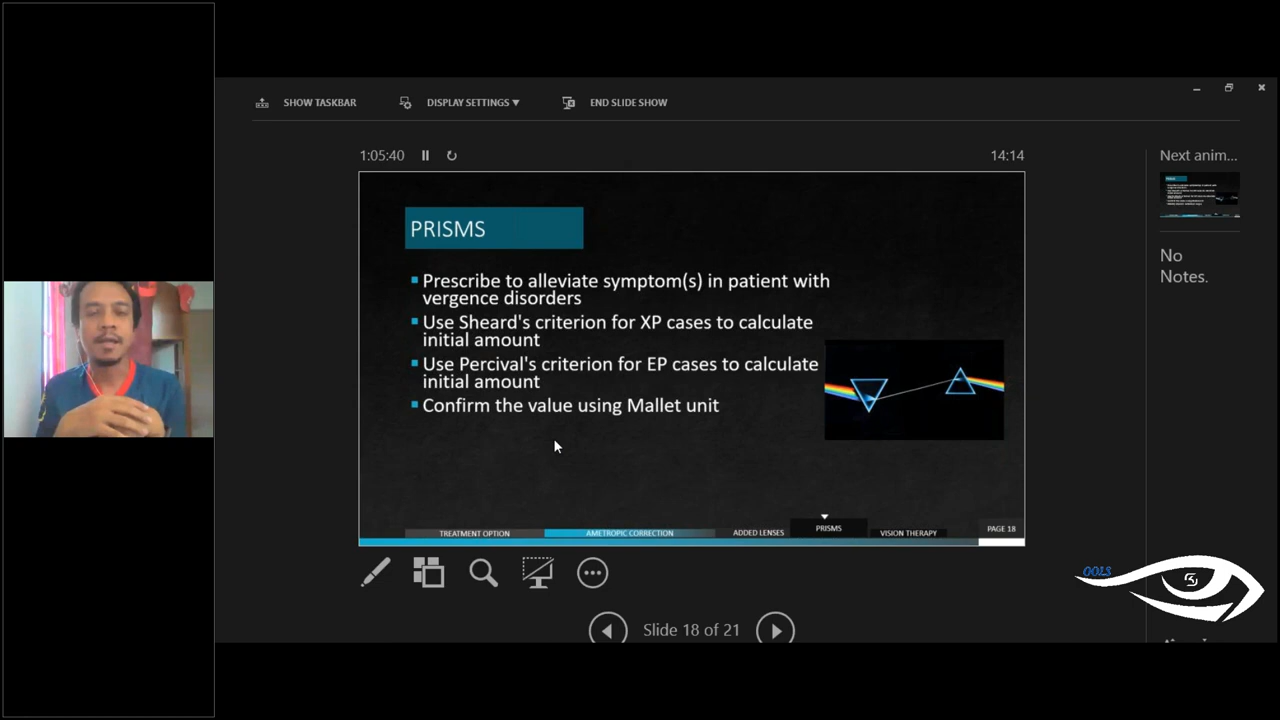 SHOW TASKBAR
DISPLAY SETTINGS ▼
END SLIDE SHOW
1:05:40
14:14
Next anim...
PRISMS
Prescribe to alleviate symptom(s) in patient with
vergence disorders
Use Sheard's criterion for XP cases to calculate
initial amount
Use Percival's criterion for EP cases to calculate
initial amount
Confirm the value using Mallet unit
No
Notes.
TREATMENT OPTION
AMETROPIC CORRECTION
ADDED LENSES
PRISMS
VISION THERAPY
PAGE 18
OOLS
Slide 18 of 21